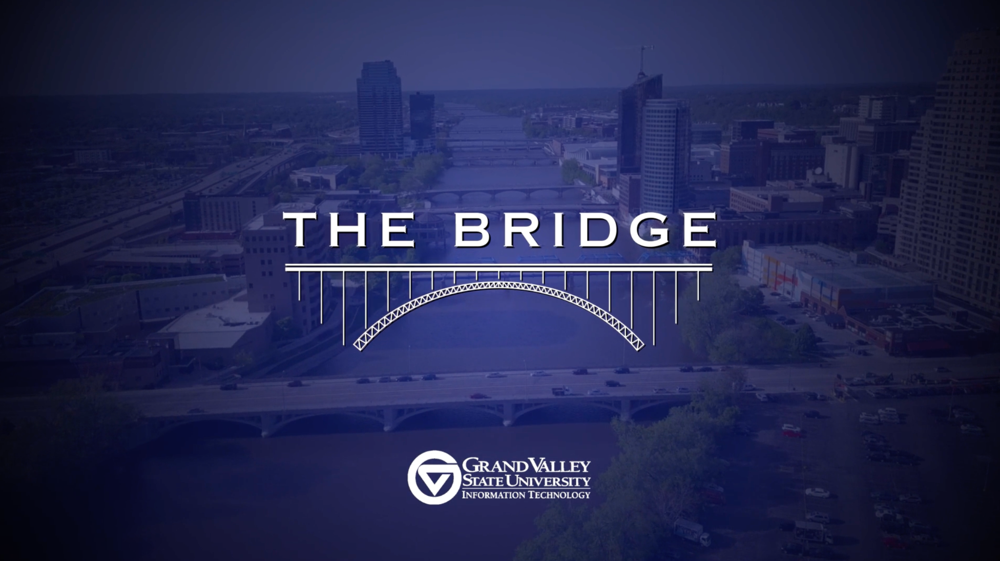 THE BRIDGE
GRAND VALLEY
STATE UNIVERSITY
INFORMATION TECHNOLOGY